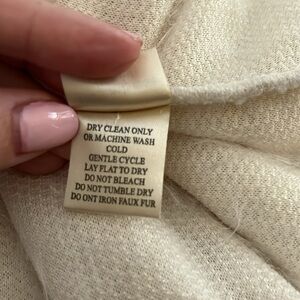 DRY CLEAN ONLY
OR MACHINE WASH
COLD
GENTLE CYCLE
LAY FLAT TO DRY
DO NOT BLEACH
DO NOT TUMBLE DRY
DO ONT IRON FAUX FUR